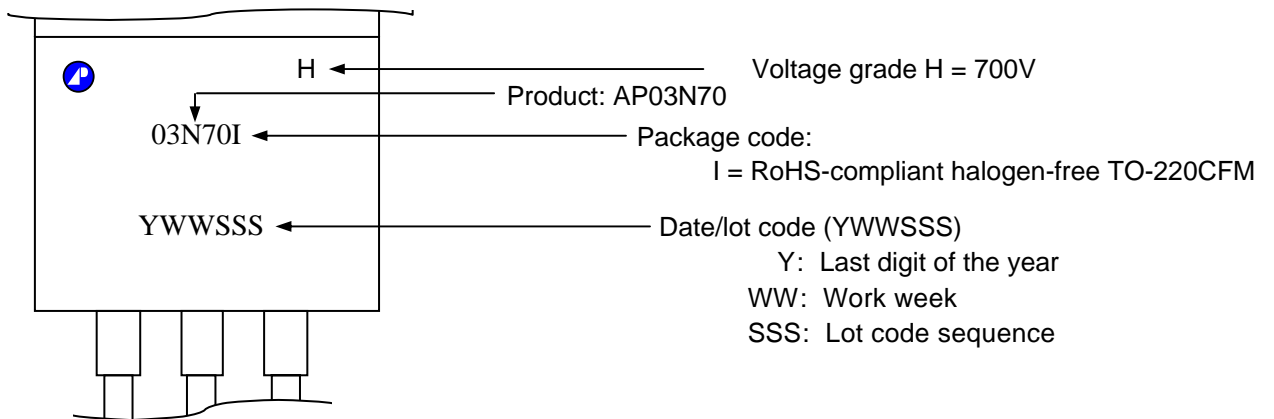 H Voltage grade H = 700V
Product: AP03N70
03N70I Package code:
I = RoHS-compliant halogen-free TO-220CFM
YWWSSS Date/lot code (YWWSSS)
Y: Last digit of the year
WW: Work week
SSS: Lot code sequence